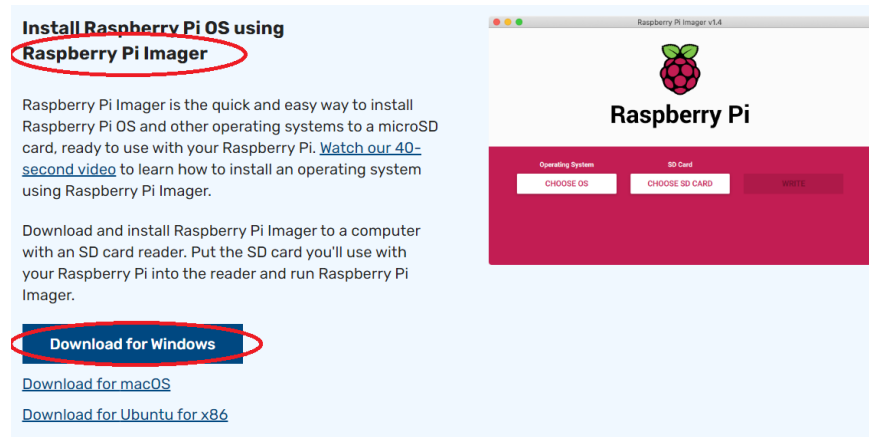 Install Raspberry Pi OS using
Raspberry Pi Imager
Raspberry Pi Imager is the quick and easy way to install
Raspberry Pi OS and other operating systems to a microSD
card, ready to use with your Raspberry Pi. Watch our 40-
second video to learn how to install an operating system
using Raspberry Pi Imager.
Download and install Raspberry Pi Imager to a computer
with an SD card reader. Put the SD card you'll use with
your Raspberry Pi into the reader and run Raspberry Pi
Imager.
Download for Windows
Download for macOS
Download for Ubuntu for x86
Raspberry Pi Imager v1.4
Raspberry Pi
Operating System
SD Card
CHOOSE OS
CHOOSE SD CARD
WRITE